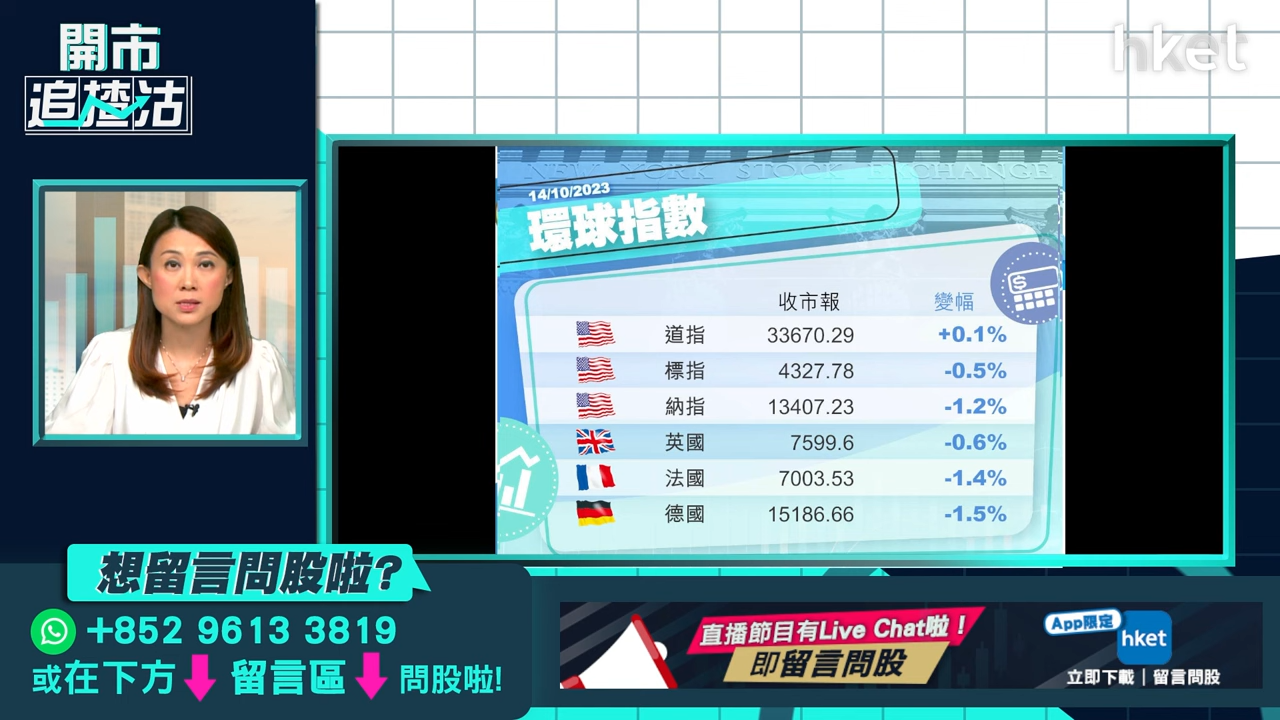 開市
追揸沽
hket
NEW YORK STOCK EXCHANGE
14/10/2023
環球指數
收市報 變幅
道指 33670.29 +0.1%
標指 4327.78 -0.5%
納指 13407.23 -1.2%
英國 7599.6 -0.6%
法國 7003.53 -1.4%
德國 15186.66 -1.5%
想留言問股啦?
+852 9613 3819
或在下方 留言區 問股啦!
直播節目有Live Chat啦！
即留言問股
App限定
hket
立即下載｜留言問股